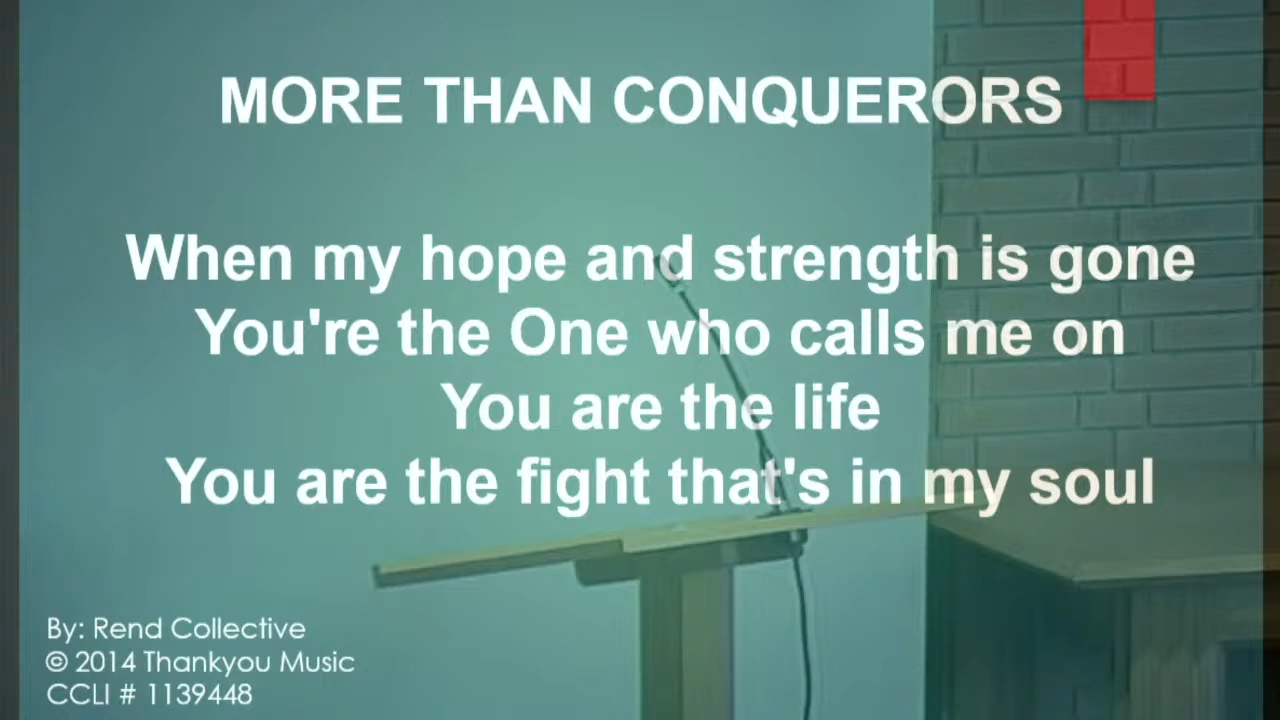 MORE THAN CONQUERORS
When my hope and strength is gone
You're the One who calls me on
You are the life
You are the fight that's in my soul
By: Rend Collective
© 2014 Thankyou Music
CCLI # 1139448